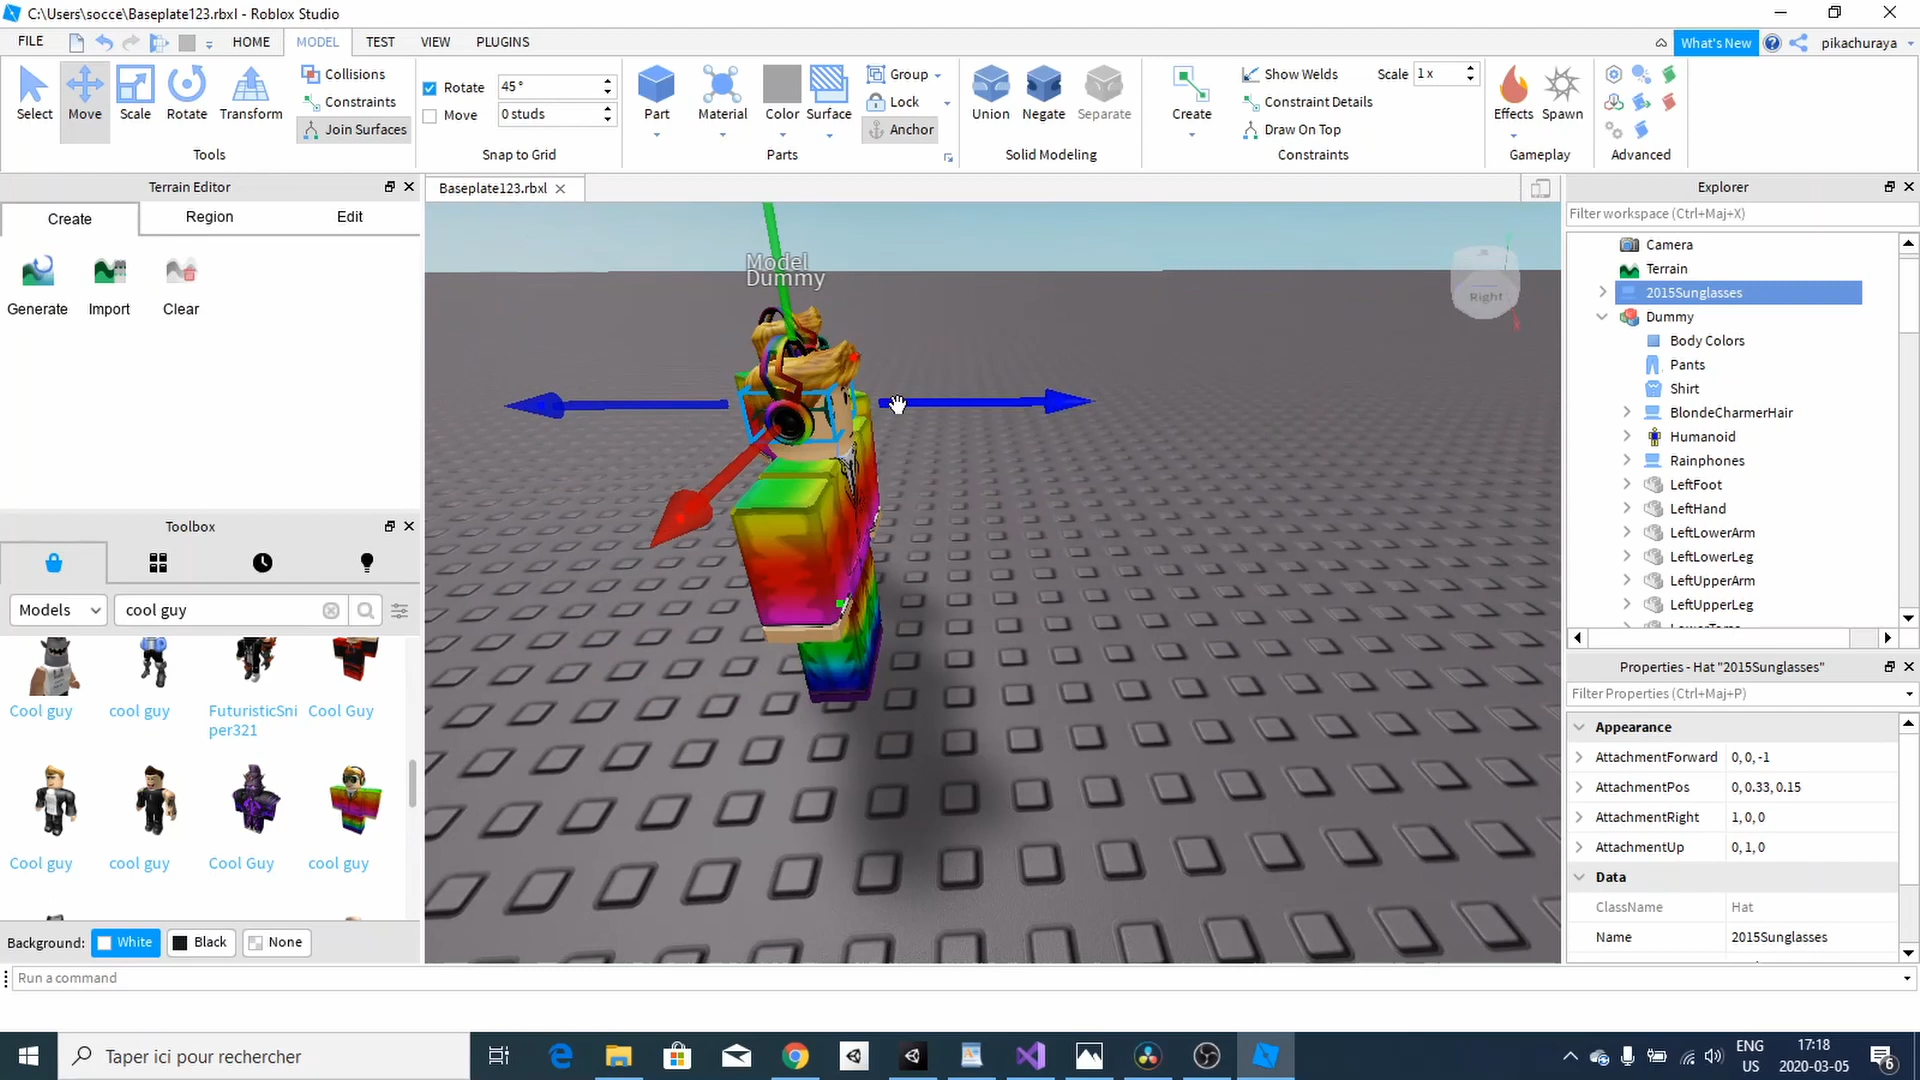 C:\Users\socce\Baseplate123.rbxl - Roblox Studio
FILE
HOME
MODEL
TEST
VIEW
PLUGINS
What's New
pikachuraya
Select
Move
Scale
Rotate
Transform
Collisions
Constraints
Join Surfaces
Tools
Rotate
45°
Move
0 studs
Snap to Grid
Part
Material
Color
Surface
Group
Lock
Anchor
Parts
Union
Negate
Separate
Solid Modeling
Create
Show Welds
Scale
1x
Constraint Details
Draw On Top
Constraints
Effects
Spawn
Gameplay
Advanced
Terrain Editor
Create
Region
Edit
Generate
Import
Clear
Toolbox
Models
cool guy
Cool guy
cool guy
FuturisticSni
per321
Cool Guy
Cool guy
cool guy
Cool Guy
cool guy
Background:
White
Black
None
Baseplate123.rbxl
Model
Dummy
Right
Explorer
Filter workspace (Ctrl+Maj+X)
Camera
Terrain
2015Sunglasses
Dummy
Body Colors
Pants
Shirt
BlondeCharmerHair
Humanoid
Rainphones
LeftFoot
LeftHand
LeftLowerArm
LeftLowerLeg
LeftUpperArm
LeftUpperLeg
Properties - Hat "2015Sunglasses"
Filter Properties (Ctrl+Maj+P)
Appearance
AttachmentForward 0, 0, -1
AttachmentPos 0, 0.33, 0.15
AttachmentRight 1, 0, 0
AttachmentUp 0, 1, 0
Data
ClassName Hat
Name 2015Sunglasses
Run a command
Taper ici pour rechercher
ENG
US
17:18
2020-03-05
6